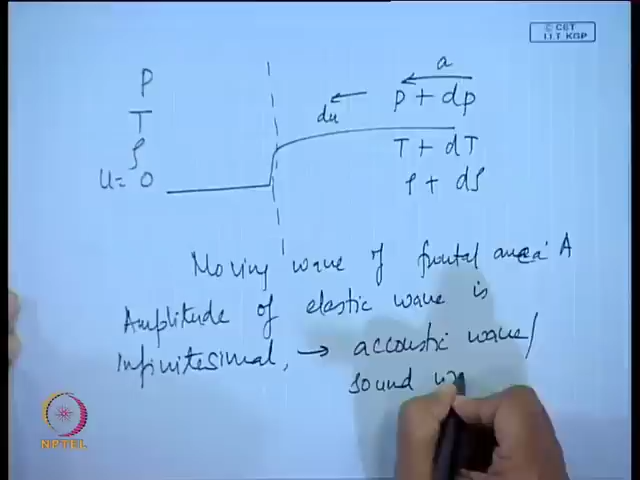 © CET
I.I.T KGP
a
P
p + dp
du
T
T + dT
ρ
ρ + dρ
u = 0
Moving wave of frontal area A
Amplitude of elastic wave is
infinitesimal, → accoustic wave/
sound
NPTEL